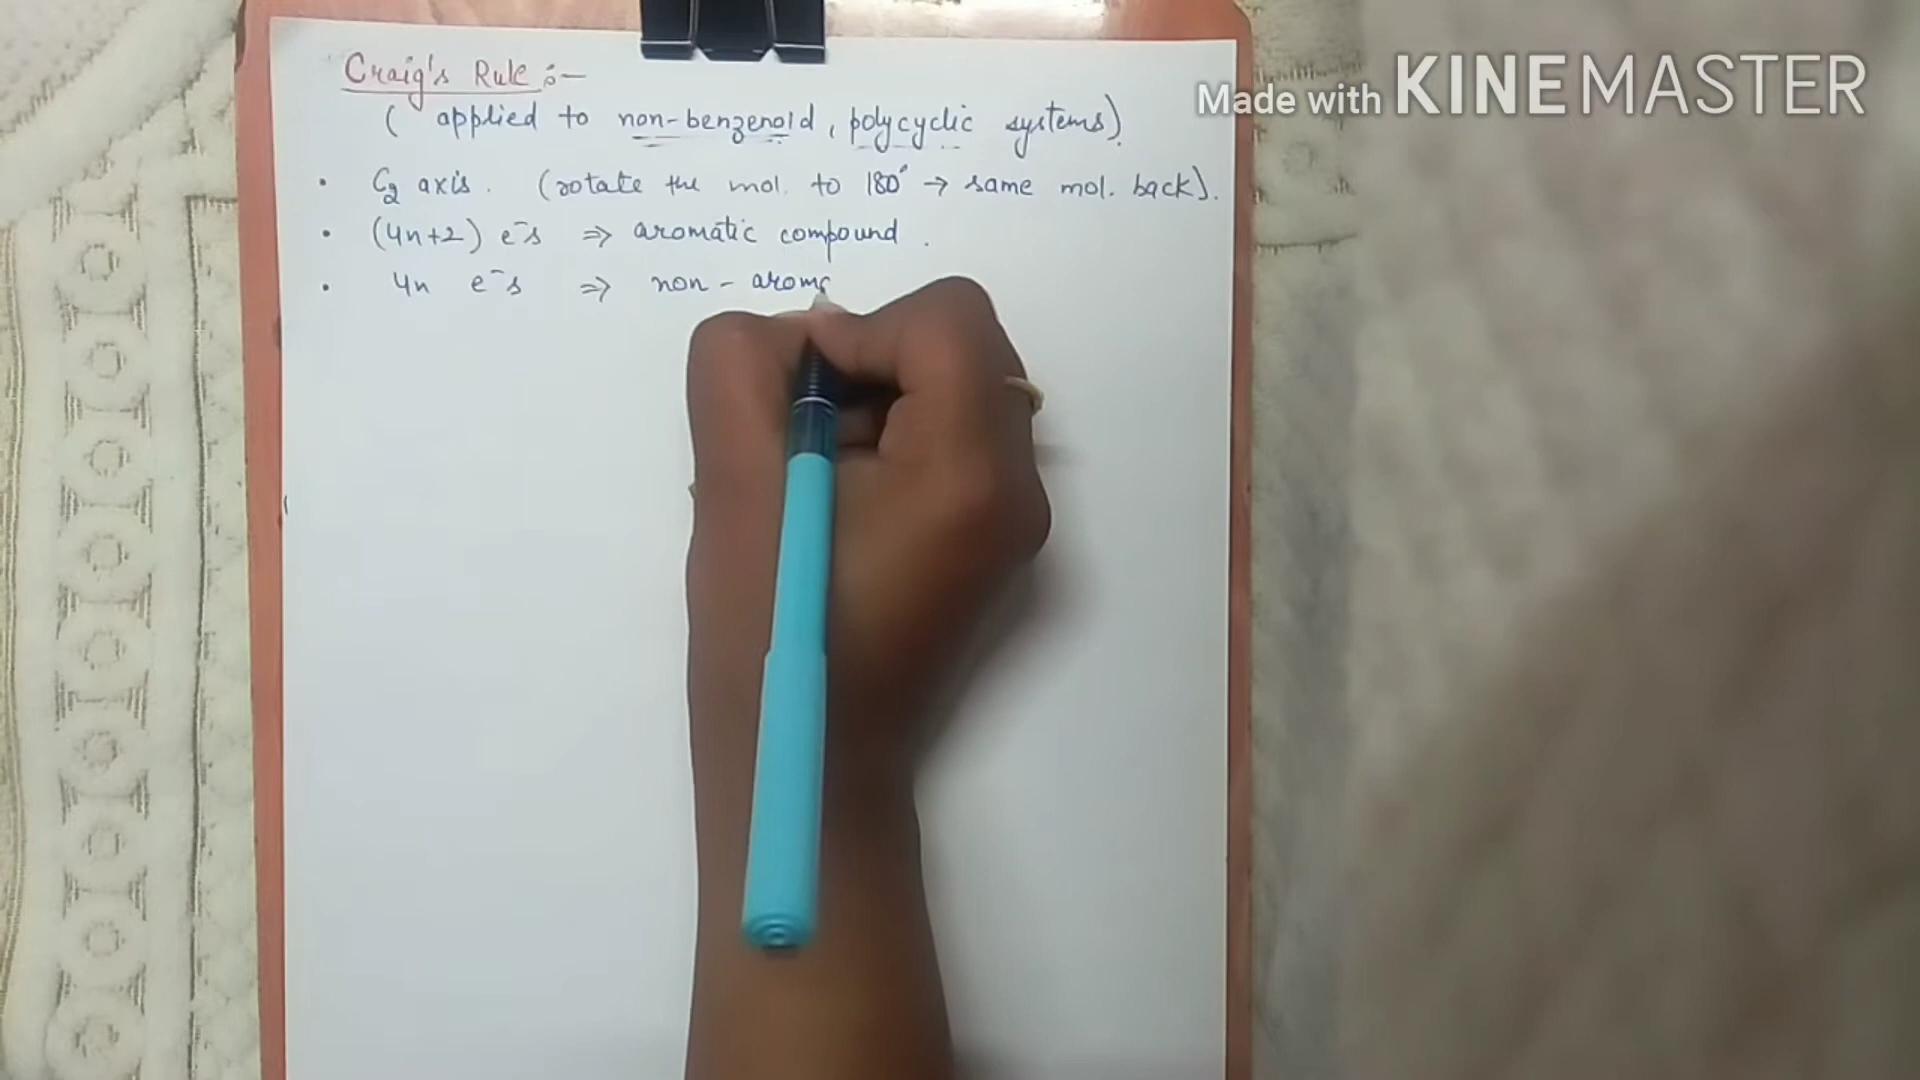 Craig's Rule :-
( applied to non-benzenoid, polycyclic systems).
Made with KINEMASTER
• C2 axis. (rotate the mol. to 180° → same mol. back).
• (4n+2) e⁻s ⇒ aromatic compound.
• 4n e⁻s ⇒ non - aroma